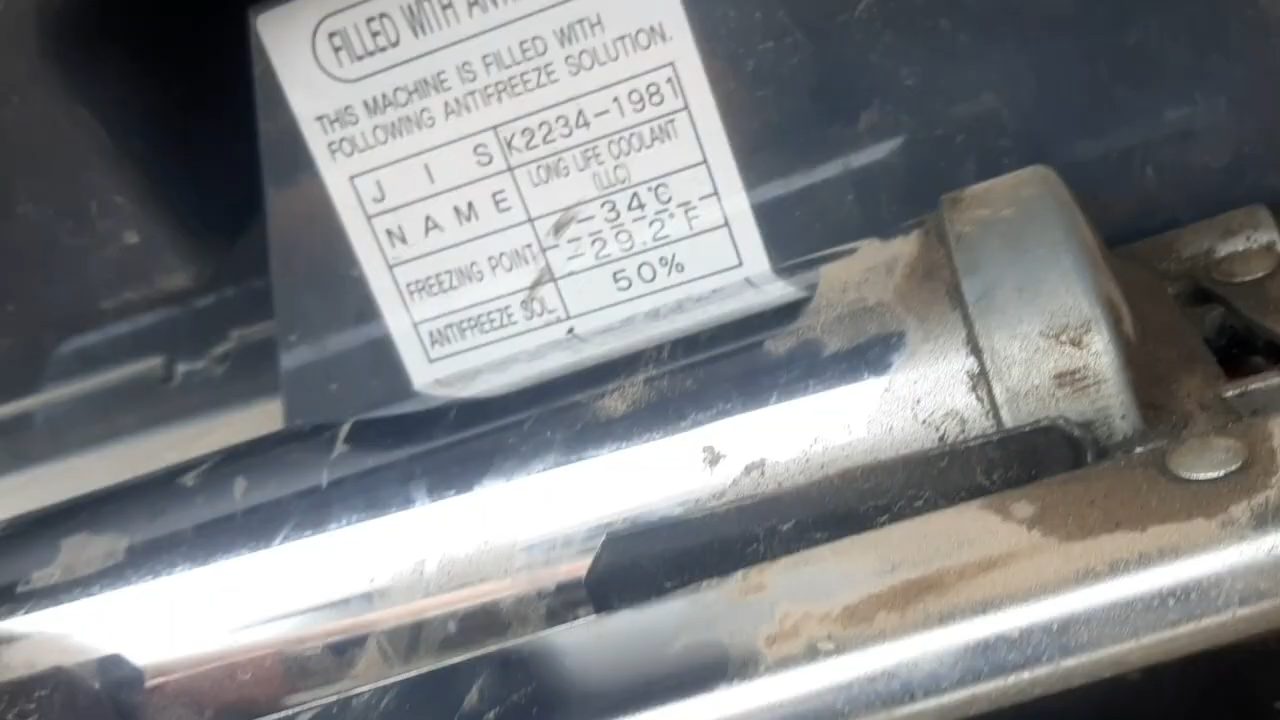 FILLED WITH
THIS MACHINE IS FILLED WITH
FOLLOWING ANTIFREEZE SOLUTION.
J I S K2234-1981
N A M E LONG LIFE COOLANT
(LLC)
FREEZING POINT -34°C
-29.2°F
ANTIFREEZE SOL. 50%